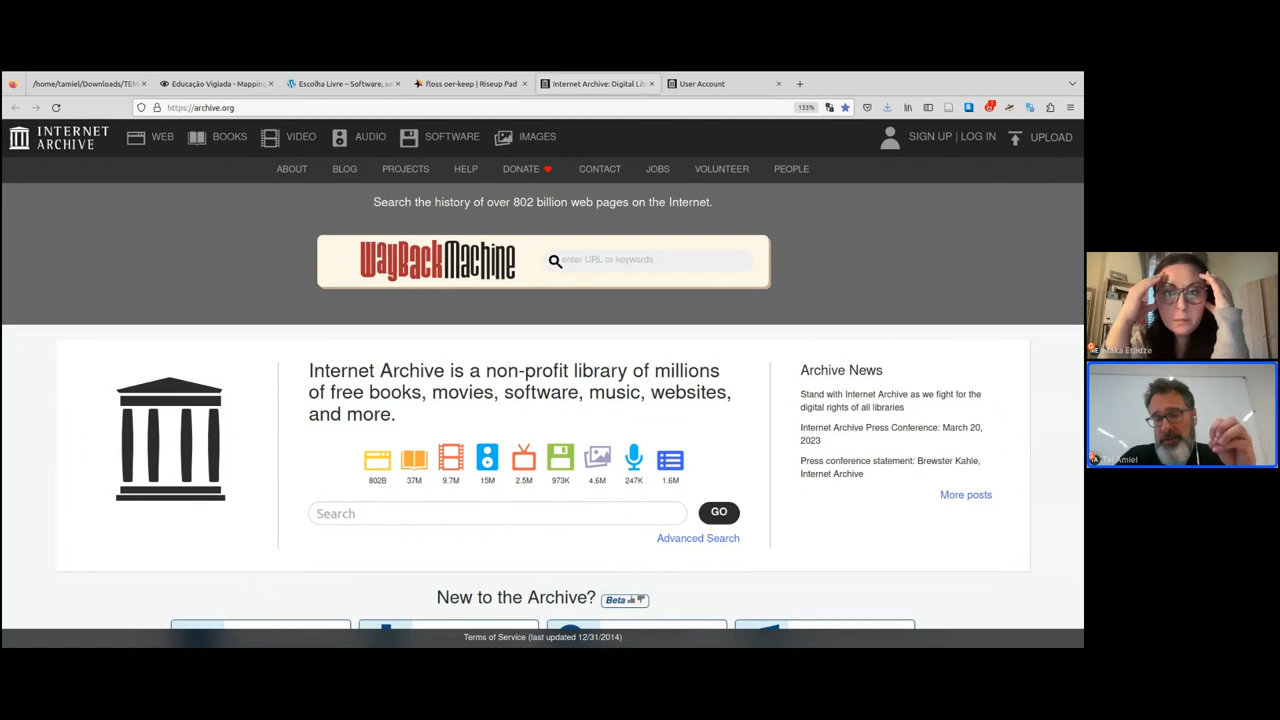 /home/tamiel/Downloads/TEM
Educação Vigiada - Mapping
Escolha Livre – Software, se
floss oer-keep | Riseup Pad
Internet Archive: Digital Lib
User Account
https://archive.org
133%
INTERNET ARCHIVE
WEB
BOOKS
VIDEO
AUDIO
SOFTWARE
IMAGES
SIGN UP | LOG IN
UPLOAD
ABOUT
BLOG
PROJECTS
HELP
DONATE
CONTACT
JOBS
VOLUNTEER
PEOPLE
Search the history of over 802 billion web pages on the Internet.
WayBackMachine
enter URL or keywords
Internet Archive is a non-profit library of millions
of free books, movies, software, music, websites,
and more.
802B
37M
9.7M
15M
2.5M
973K
4.6M
247K
1.6M
Search
GO
Advanced Search
Archive News
Stand with Internet Archive as we fight for the
digital rights of all libraries
Internet Archive Press Conference: March 20,
2023
Press conference statement: Brewster Kahle,
Internet Archive
More posts
New to the Archive?
Beta
Terms of Service (last updated 12/31/2014)
Eradze
Tel Amiel